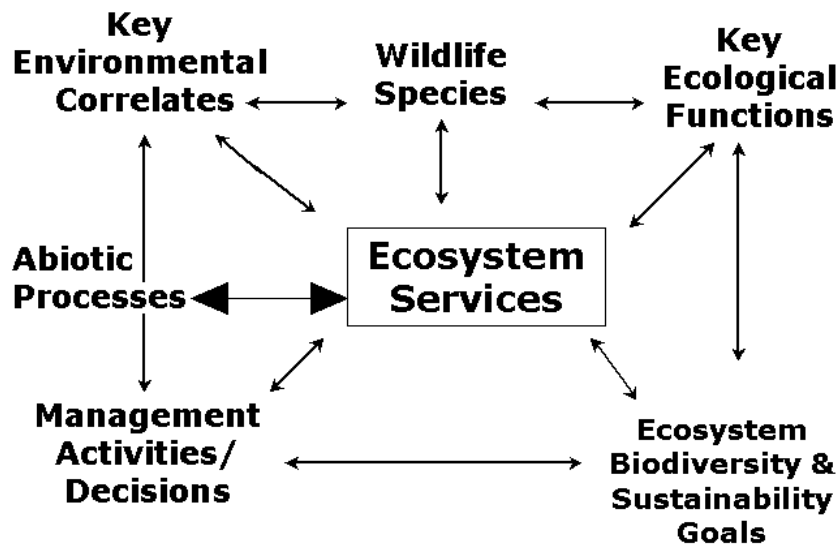 Key
Environmental
Correlates
Wildlife
Species
Key
Ecological
Functions
Abiotic
Processes
Ecosystem
Services
Management
Activities/
Decisions
Ecosystem
Biodiversity &
Sustainability
Goals